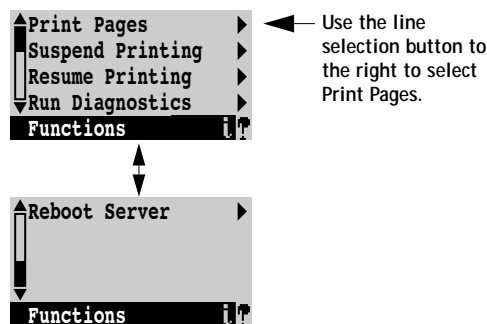 Print Pages
Suspend Printing
Resume Printing
Run Diagnostics
Functions i ?
Use the line
selection button to
the right to select
Print Pages.
Reboot Server
Functions i ?